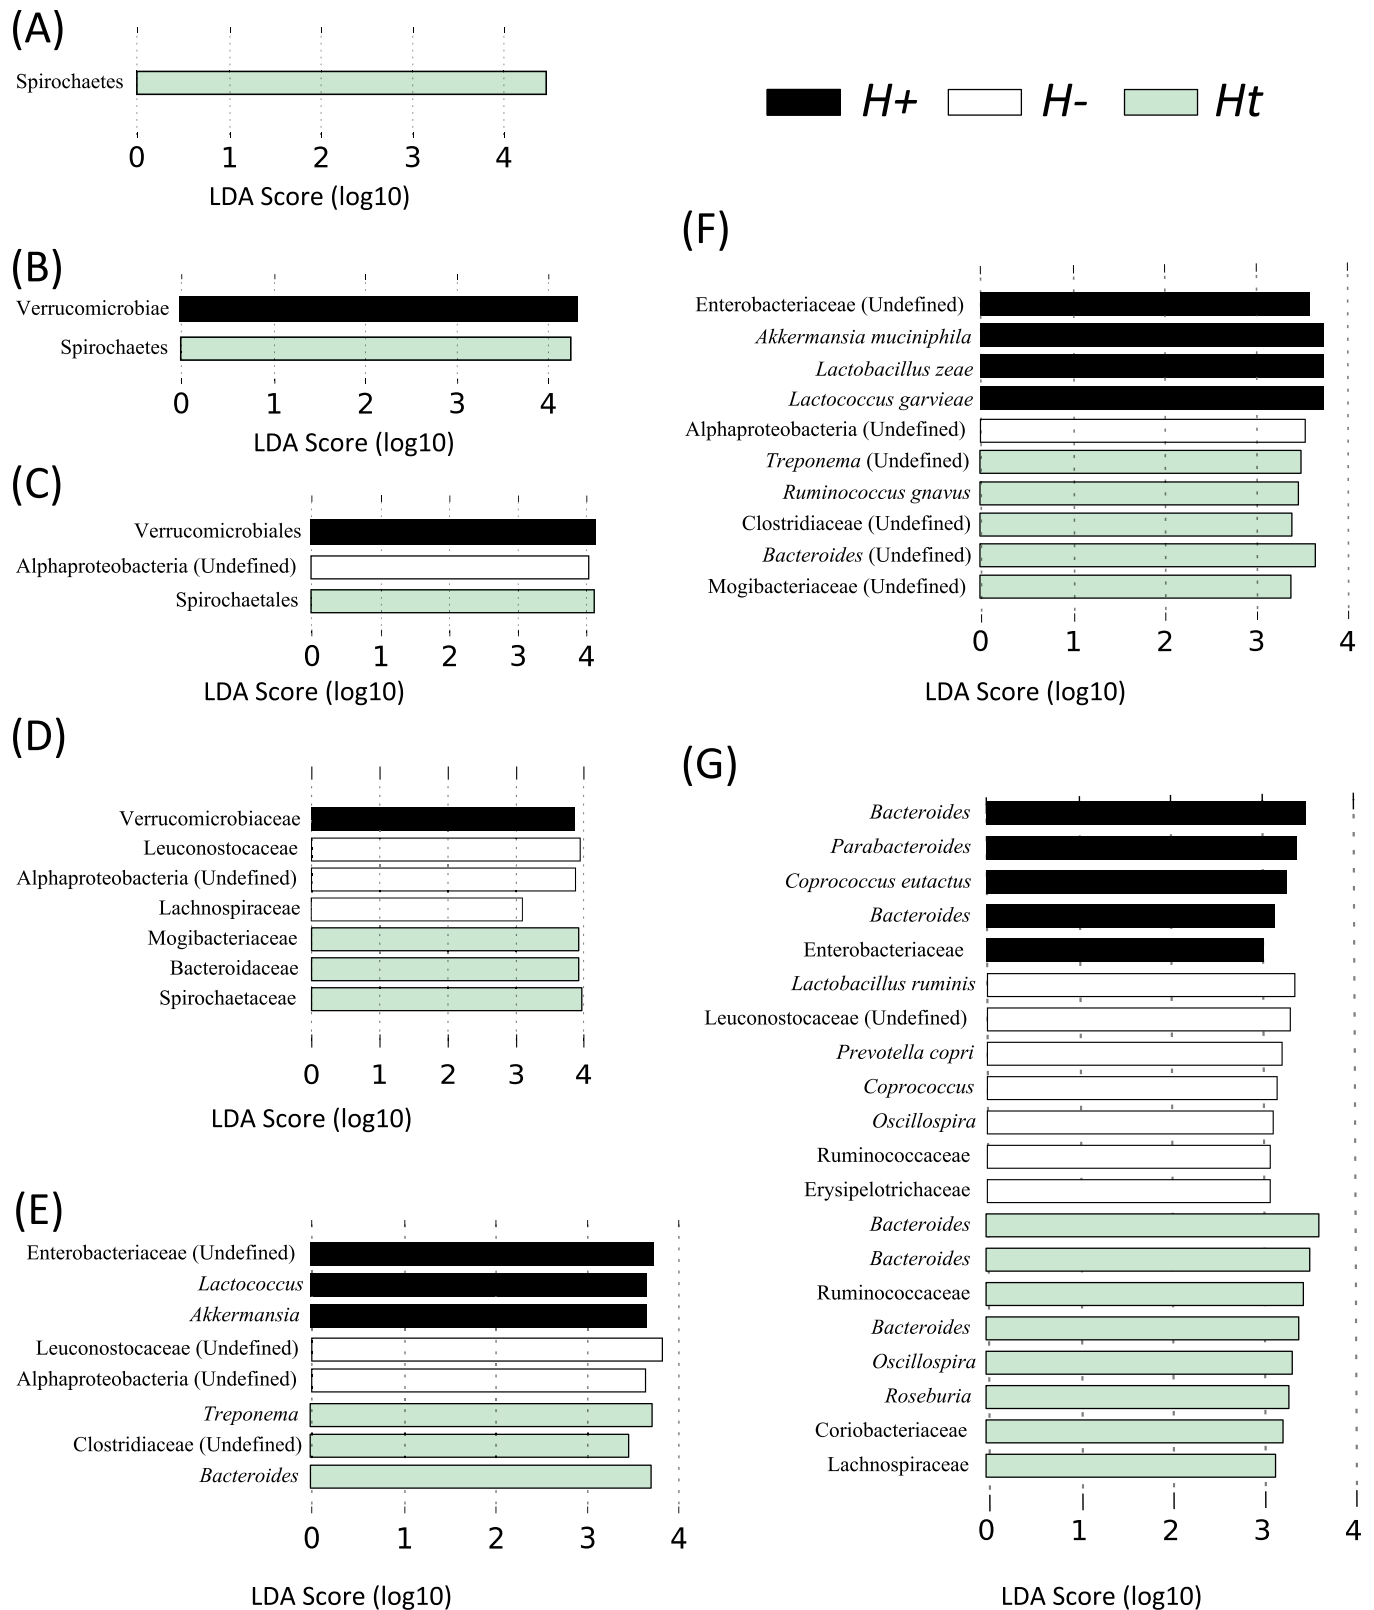 (A)
Spirochaetes
0 1 2 3 4
LDA Score (log10)
H+ H- Ht
(B)
Verrucomicrobiae
Spirochaetes
0 1 2 3 4
LDA Score (log10)
(C)
Verrucomicrobiales
Alphaproteobacteria (Undefined)
Spirochaetales
0 1 2 3 4
LDA Score (log10)
(D)
Verrucomicrobiaceae
Leuconostocaceae
Alphaproteobacteria (Undefined)
Lachnospiraceae
Mogibacteriaceae
Bacteroidaceae
Spirochaetaceae
0 1 2 3 4
LDA Score (log10)
(E)
Enterobacteriaceae (Undefined)
Lactococcus
Akkermansia
Leuconostocaceae (Undefined)
Alphaproteobacteria (Undefined)
Treponema
Clostridiaceae (Undefined)
Bacteroides
0 1 2 3 4
LDA Score (log10)
(F)
Enterobacteriaceae (Undefined)
Akkermansia muciniphila
Lactobacillus zeae
Lactococcus garvieae
Alphaproteobacteria (Undefined)
Treponema (Undefined)
Ruminococcus gnavus
Clostridiaceae (Undefined)
Bacteroides (Undefined)
Mogibacteriaceae (Undefined)
0 1 2 3 4
LDA Score (log10)
(G)
Bacteroides
Parabacteroides
Coprococcus eutactus
Bacteroides
Enterobacteriaceae
Lactobacillus ruminis
Leuconostocaceae (Undefined)
Prevotella copri
Coprococcus
Oscillospira
Ruminococcaceae
Erysipelotrichaceae
Bacteroides
Bacteroides
Ruminococcaceae
Bacteroides
Oscillospira
Roseburia
Coriobacteriaceae
Lachnospiraceae
0 1 2 3 4
LDA Score (log10)